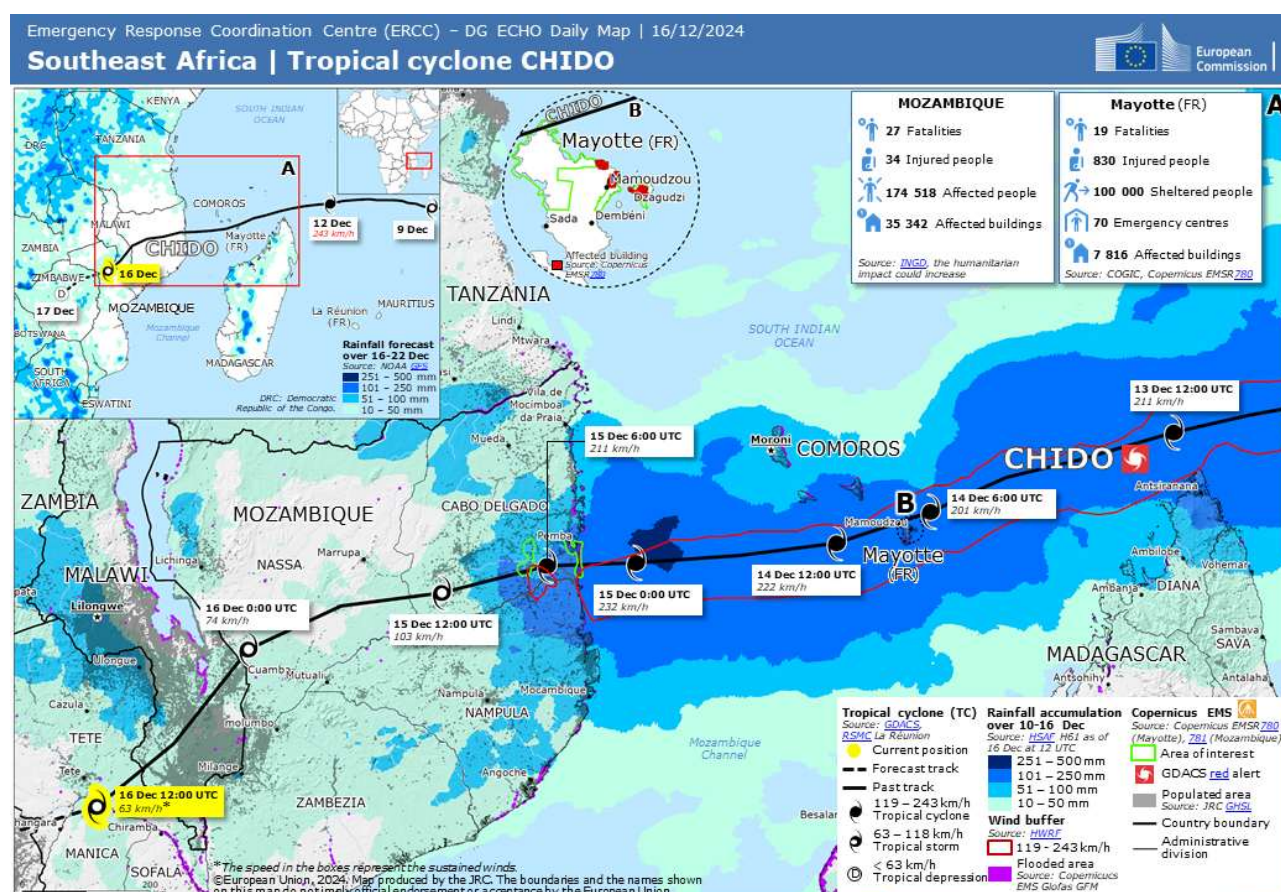 Emergency Response Coordination Centre (ERCC) – DG ECHO Daily Map | 16/12/2024
Southeast Africa | Tropical cyclone CHIDO
European
Commission
KENYA
SOUTH INDIAN
OCEAN
DRC
TANZANIA
A
COMOROS
MALAWI
Mayotte
(FR)
12 Dec
243 km/h
9 Dec
ZAMBIA
CHIDO
16 Dec
ZIMBABWE
D
17 Dec
MOZAMBIQUE
MAURITIUS
La Réunion
(FR)
Mozambique
Channel
BOTSWANA
MADAGASCAR
SOUTH
AFRICA
ESWATINI
Rainfall forecast
over 16-22 Dec
Source: NOAA GFS
251 – 500 mm
101 – 250 mm
51 – 100 mm
10 – 50 mm
DRC: Democratic
Republic of the Congo.
CHIDO
B
Mayotte (FR)
Mamoudzou
Dzagudzi
Sada
Dembéni
Affected building
Source: Copernicus
EMSR780
MOZAMBIQUE
27 Fatalities
34 Injured people
174 518 Affected people
35 342 Affected buildings
Source: INGD, the humanitarian
impact could increase
Mayotte (FR)
19 Fatalities
830 Injured people
100 000 Sheltered people
70 Emergency centres
7 816 Affected buildings
Source: COGIC, Copernicus EMSR780
A
TANZANIA
Lindi
Mtwara
SOUTH INDIAN
OCEAN
Vila de
Mocimboa
da Praia
Mueda
13 Dec 12:00 UTC
211 km/h
15 Dec 6:00 UTC
211 km/h
Moroni
COMOROS
CHIDO
Antsiranana
ZAMBIA
MOZAMBIQUE
CABO DELGADO
14 Dec 6:00 UTC
201 km/h
B
Mamoudzou
Mayotte
(FR)
Pemba
Marrupa
Lichinga
NASSA
MALAWI
Lilongwe
Ambilobe
Vohemar
Ambanja
DIANA
14 Dec 12:00 UTC
222 km/h
15 Dec 0:00 UTC
232 km/h
16 Dec 0:00 UTC
74 km/h
15 Dec 12:00 UTC
103 km/h
Sambava
SAVA
MADAGASCAR
Antsohihy
Antalaha
Ulongue
Cuamba
Mutuali
Cazula
Nampula
Mocambique
NAMPULA
molumbo
TETE
Milange
Mozambique
Channel
Angoche
Tete
16 Dec 12:00 UTC
63 km/h*
ZAMBEZIA
Chiramba
MANICA
SOFALA
200
Tropical cyclone (TC)
Source: GDACS,
RSMC La Réunion
Current position
Forecast track
Past track
119 – 243 km/h
Tropical cyclone
63 – 118 km/h
Tropical storm
< 63 km/h
Tropical depression
Rainfall accumulation
over 10-16 Dec
Source: HSAF H61 as of
16 Dec at 12 UTC
251 – 500 mm
101 – 250 mm
51 – 100 mm
10 – 50 mm
Wind buffer
Source: HWRF
119 - 243 km/h
Flooded area
Source: Copernicus
EMS Glofas GFM
Copernicus EMS
Source: Copernicus EMSR780
(Mayotte), 781 (Mozambique)
Area of interest
GDACS red alert
Populated area
Source: JRC GHSL
Country boundary
Administrative
division
*The speed in the boxes represent the sustained winds.
©European Union, 2024. Map produced by the JRC. The boundaries and the names shown
on this map do not imply official endorsement or acceptance by the European Union.